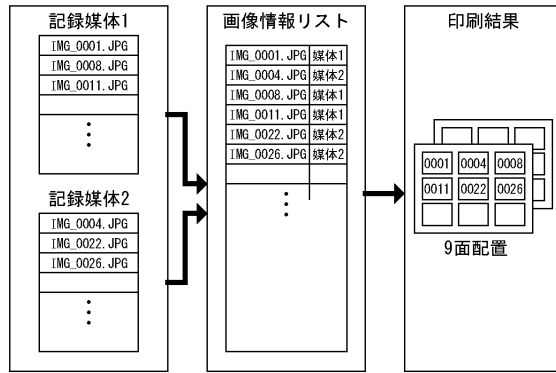 記録媒体1
IMG_0001.JPG
IMG_0008.JPG
IMG_0011.JPG
記録媒体2
IMG_0004.JPG
IMG_0022.JPG
IMG_0026.JPG
画像情報リスト
IMG_0001.JPG 媒体1
IMG_0004.JPG 媒体2
IMG_0008.JPG 媒体1
IMG_0011.JPG 媒体1
IMG_0022.JPG 媒体2
IMG_0026.JPG 媒体2
印刷結果
0001 0004 0008
0011 0022 0026
9面配置